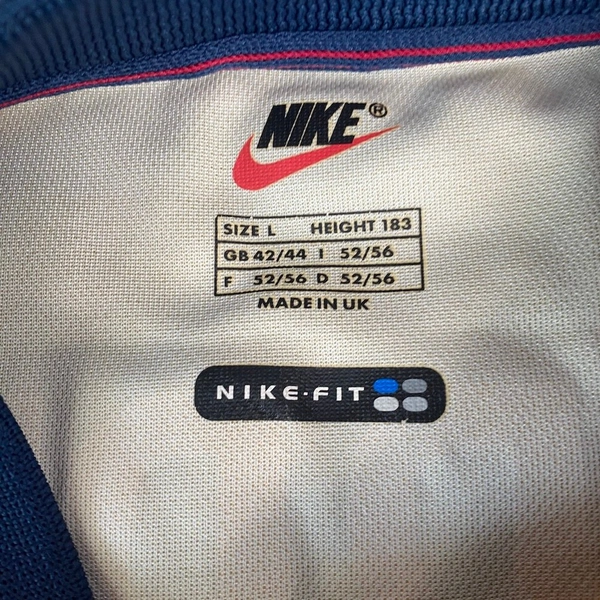 NIKE®
SIZE L HEIGHT 183
GB 42/44 I 52/56
F 52/56 D 52/56
MADE IN UK
NIKE·FIT